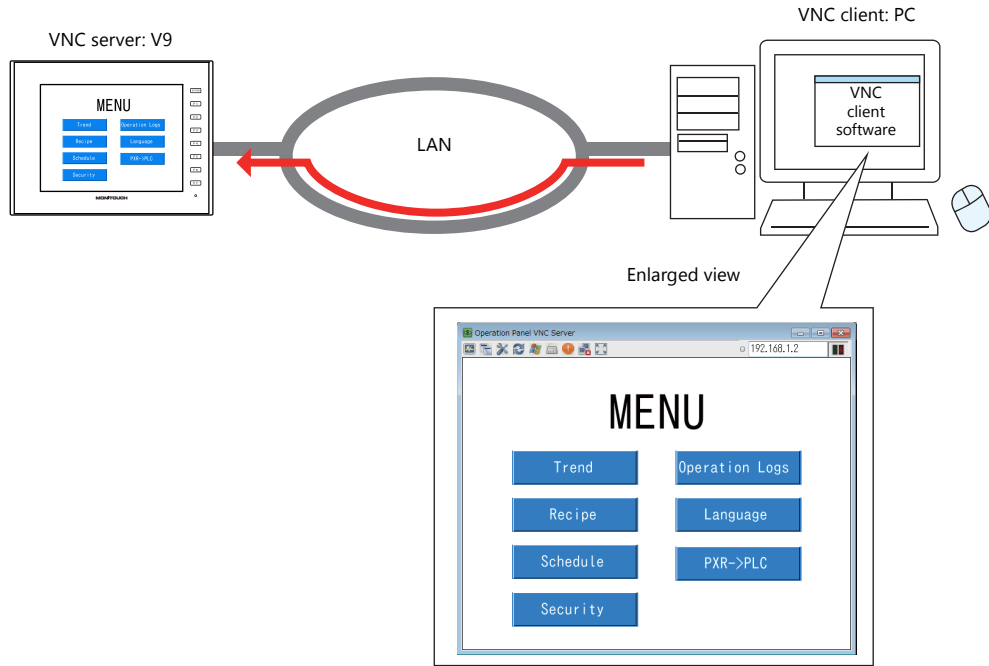 VNC client: PC
VNC server: V9
MENU
Trend
Operation Logs
Recipe
Language
Schedule
PXR->PLC
Security
MONITOUCH
LAN
VNC
client
software
Enlarged view
Operation Panel VNC Server
192.168.1.2
MENU
Trend
Operation Logs
Recipe
Language
Schedule
PXR->PLC
Security